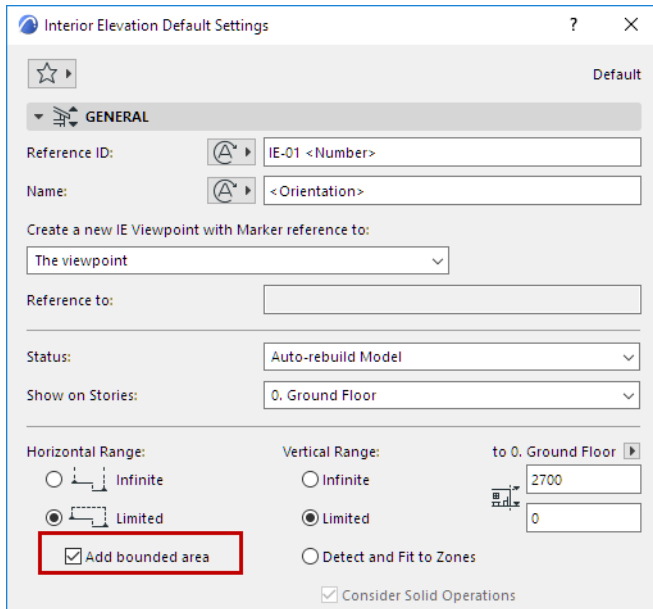 Interior Elevation Default Settings
Default
GENERAL
Reference ID: IE-01 <Number>
Name: <Orientation>
Create a new IE Viewpoint with Marker reference to:
The viewpoint
Reference to:
Status: Auto-rebuild Model
Show on Stories: 0. Ground Floor
Horizontal Range: Vertical Range: to 0. Ground Floor
Infinite Infinite 2700
Limited Limited 0
Add bounded area Detect and Fit to Zones
Consider Solid Operations